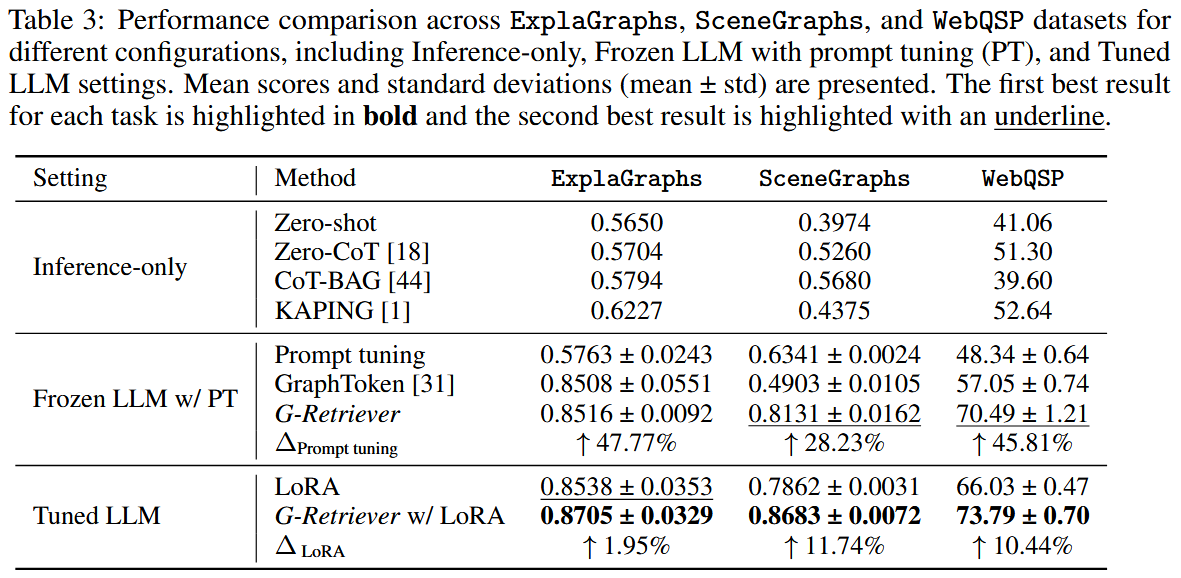 Table 3: Performance comparison across ExplaGraphs, SceneGraphs, and WebQSP datasets for
different configurations, including Inference-only, Frozen LLM with prompt tuning (PT), and Tuned
LLM settings. Mean scores and standard deviations (mean ± std) are presented. The first best result
for each task is highlighted in bold and the second best result is highlighted with an underline.
Setting Method ExplaGraphs SceneGraphs WebQSP
Zero-shot 0.5650 0.3974 41.06
Zero-CoT [18] 0.5704 0.5260 51.30
Inference-only
CoT-BAG [44] 0.5794 0.5680 39.60
KAPING [1] 0.6227 0.4375 52.64
Prompt tuning 0.5763 ± 0.0243 0.6341 ± 0.0024 48.34 ± 0.64
GraphToken [31] 0.8508 ± 0.0551 0.4903 ± 0.0105 57.05 ± 0.74
Frozen LLM w/ PT
G-Retriever 0.8516 ± 0.0092 0.8131 ± 0.0162 70.49 ± 1.21
ΔPrompt tuning ↑ 47.77% ↑ 28.23% ↑ 45.81%
LoRA 0.8538 ± 0.0353 0.7862 ± 0.0031 66.03 ± 0.47
Tuned LLM G-Retriever w/ LoRA 0.8705 ± 0.0329 0.8683 ± 0.0072 73.79 ± 0.70
Δ LoRA ↑ 1.95% ↑ 11.74% ↑ 10.44%